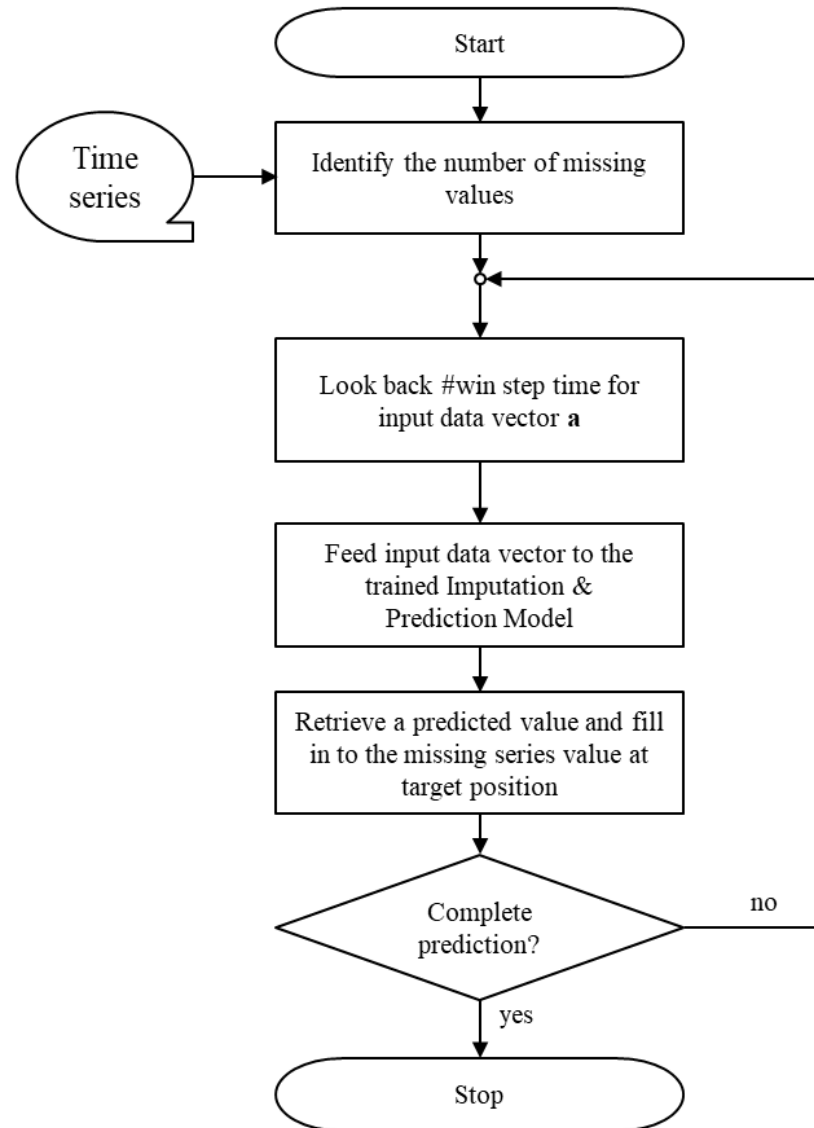 Start
Time
series
Identify the number of missing
values
Look back #win step time for
input data vector a
Feed input data vector to the
trained Imputation &
Prediction Model
Retrieve a predicted value and fill
in to the missing series value at
target position
Complete
prediction?
no
yes
Stop